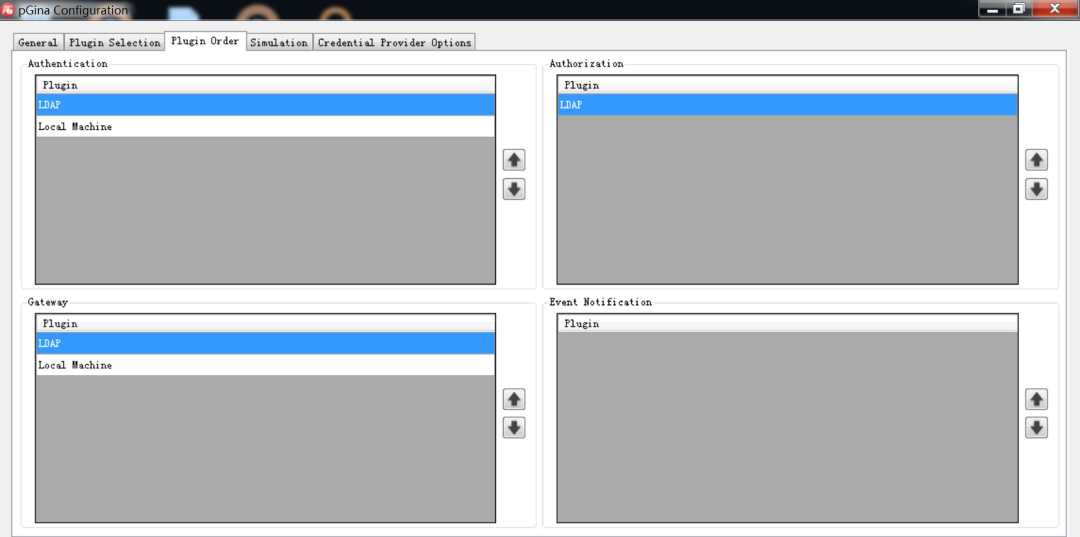 pGina Configuration
General Plugin Selection Plugin Order Simulation Credential Provider Options
Authentication
Plugin
LDAP
Local Machine
Authorization
Plugin
LDAP
Gateway
Plugin
LDAP
Local Machine
Event Notification
Plugin